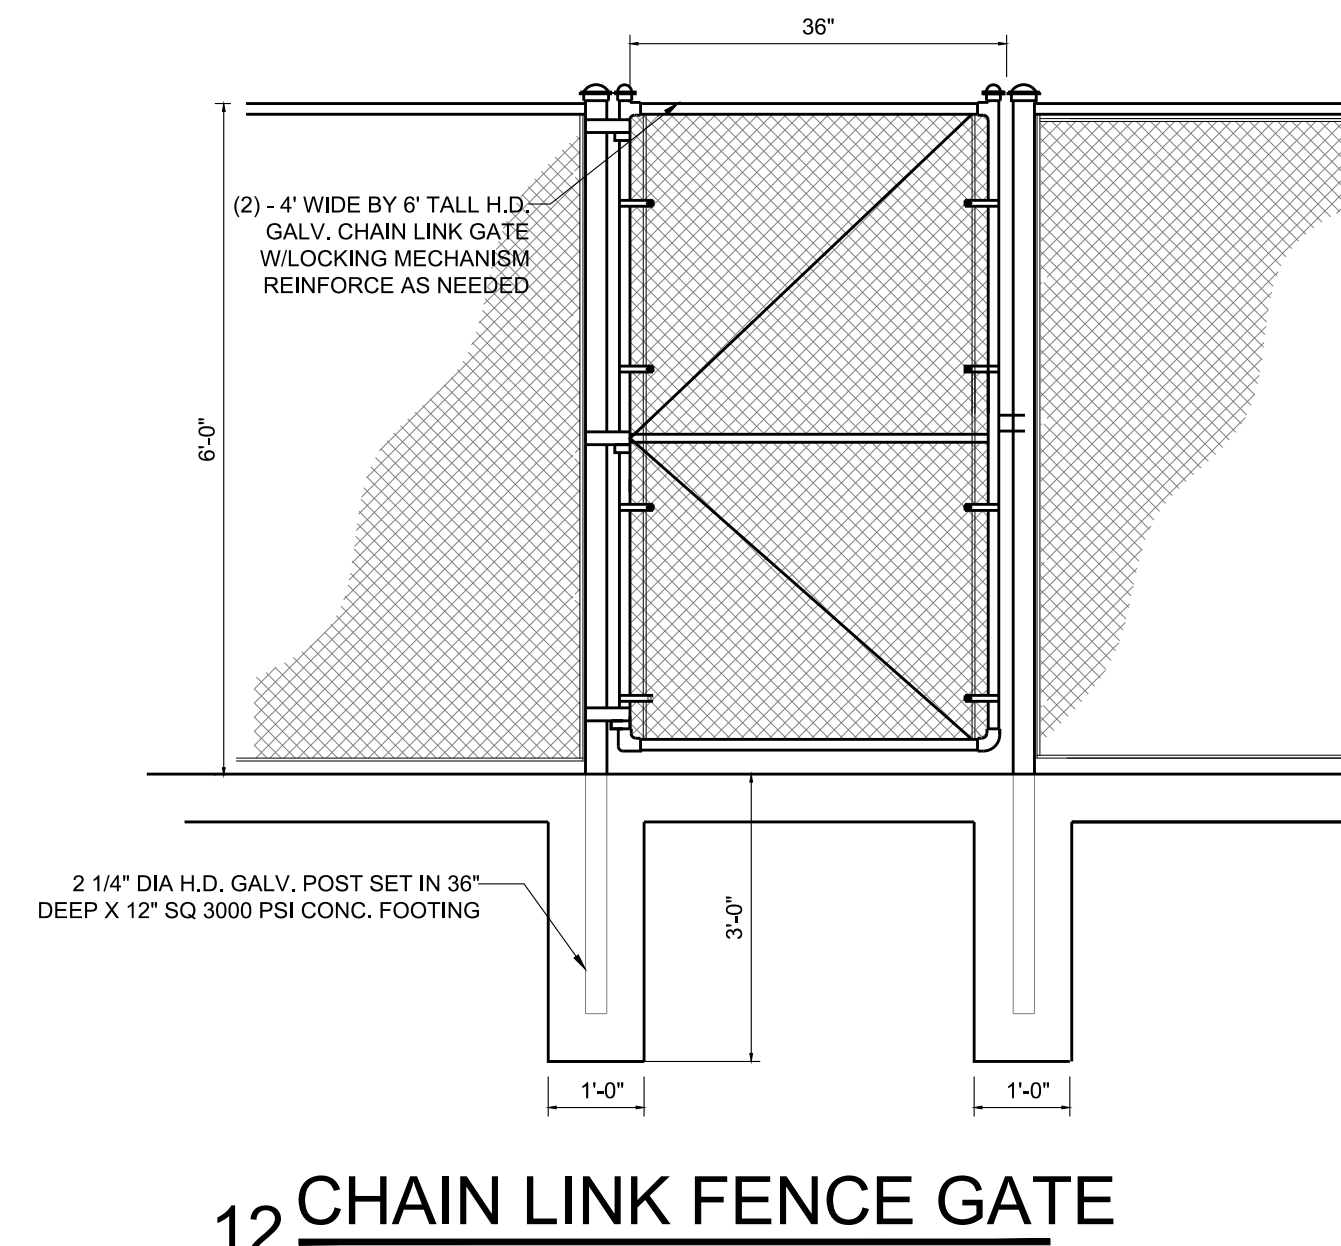 36"
(2) - 4' WIDE BY 6' TALL H.D.
GALV. CHAIN LINK GATE
W/LOCKING MECHANISM
REINFORCE AS NEEDED
6'-0"
2 1/4" DIA H.D. GALV. POST SET IN 36"
DEEP X 12" SQ 3000 PSI CONC. FOOTING
3'-0"
1'-0"
1'-0"
12 CHAIN LINK FENCE GATE